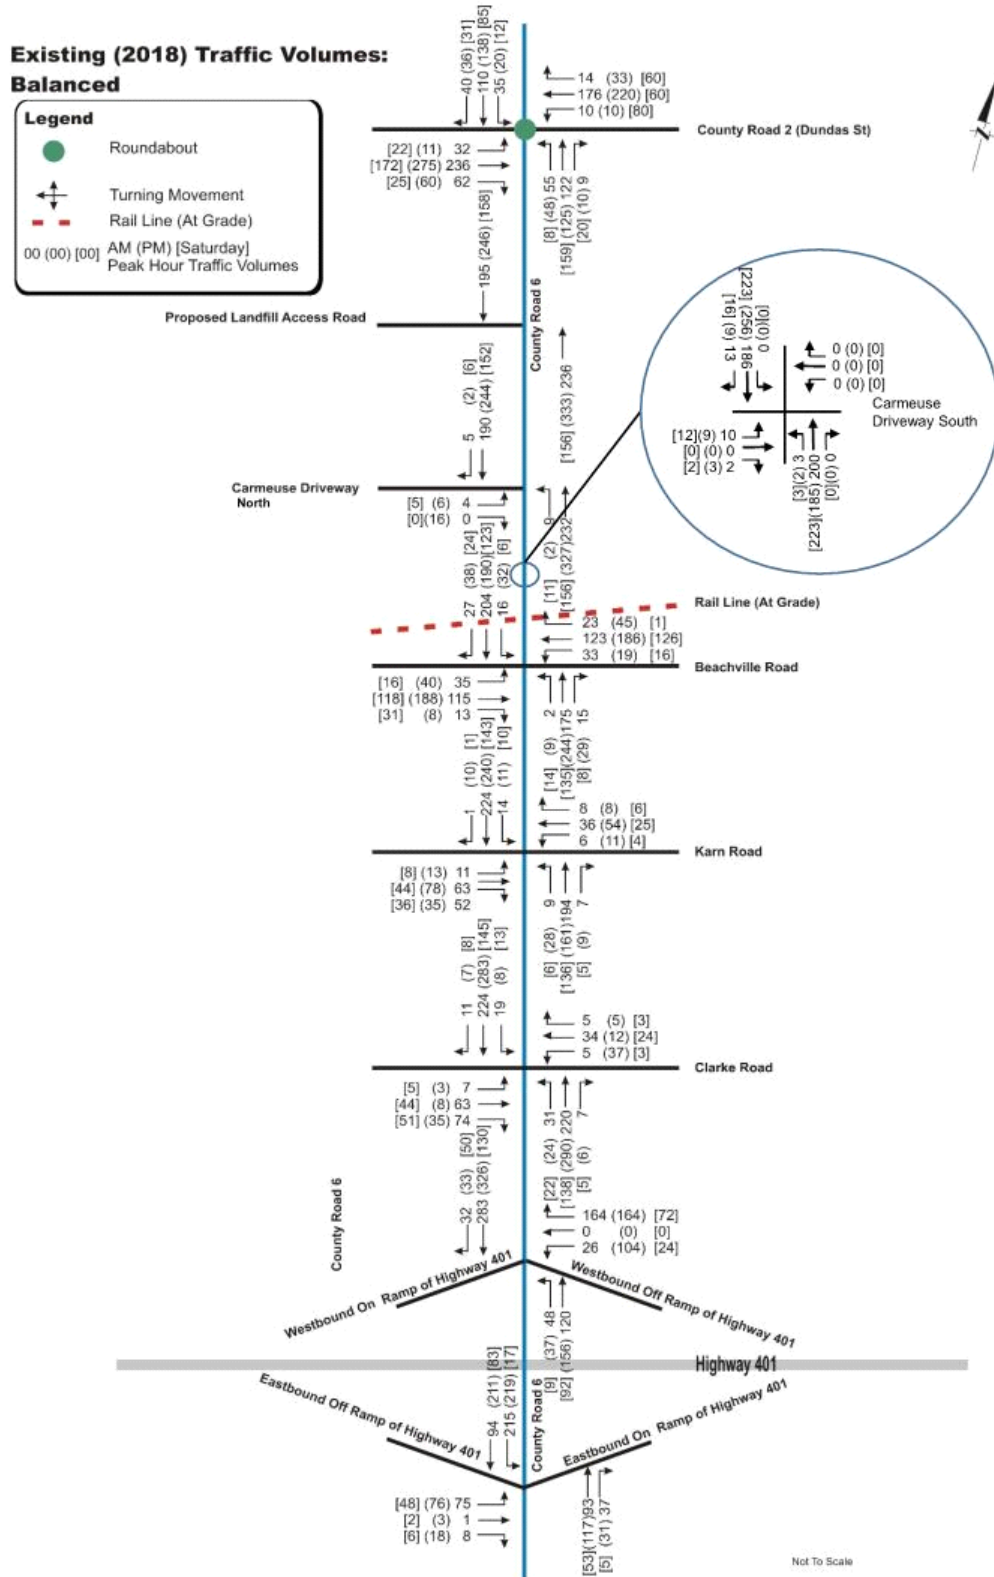 Existing (2018) Traffic Volumes:
Balanced
Legend
Roundabout
Turning Movement
Rail Line (At Grade)
00 (00) [00] AM (PM) [Saturday]
Peak Hour Traffic Volumes
40 (36) [31]
110 (138) [85]
35 (20) [12]
14 (33) [60]
176 (220) [60]
10 (10) [80]
County Road 2 (Dundas St)
[22] (11) 32
[172] (275) 236
[25] (60) 62
[8] (48) 55
[159] (125) 122
[20] (10) 9
195 (246) [158]
County Road 6
Proposed Landfill Access Road
5 (2) [6]
190 (244) [152]
[156] (333) 236
[16] (9) 13
[223] (256) 186
[0](0) 0
0 (0) [0]
0 (0) [0]
0 (0) [0]
Carmeuse
Driveway South
[12](9) 10
[0] (0) 0
[2] (3) 2
[3](2) 3
[223](185) 200
[0](0) 0
Carmeuse Driveway
North
[5] (6) 4
[0](16) 0
[11] (2) 9
[156] (327)232
27 (38) [24]
204 (190)[123]
16 (32) [6]
Rail Line (At Grade)
23 (45) [1]
123 (186) [126]
33 (19) [16]
Beachville Road
[16] (40) 35
[118] (188) 115
[31] (8) 13
[14] (9) 2
[135](244)175
[8] (29) 15
1 (10) [1]
224 (240) [143]
14 (11) [10]
8 (8) [6]
36 (54) [25]
6 (11) [4]
Karn Road
[8] (13) 11
[44] (78) 63
[36] (35) 52
[6] (28) 9
[136] (161)194
[5] (9) 7
11 (7) [8]
224 (283) [145]
19 (8) [13]
5 (5) [3]
34 (12) [24]
5 (37) [3]
Clarke Road
[5] (3) 7
[44] (8) 63
[51] (35) 74
[22] (24) 31
[138] (290) 220
[5] (6) 7
32 (33) [50]
283 (326) [130]
County Road 6
164 (164) [72]
0 (0) [0]
26 (104) [24]
Westbound On Ramp of Highway 401
Westbound Off Ramp of Highway 401
[9] (37) 48
[92] (156) 120
Highway 401
94 (211) [83]
215 (219) [17]
County Road 6
Eastbound Off Ramp of Highway 401
Eastbound On Ramp of Highway 401
[48] (76) 75
[2] (3) 1
[6] (18) 8
[53](117)93
[5] (31) 37
Not To Scale